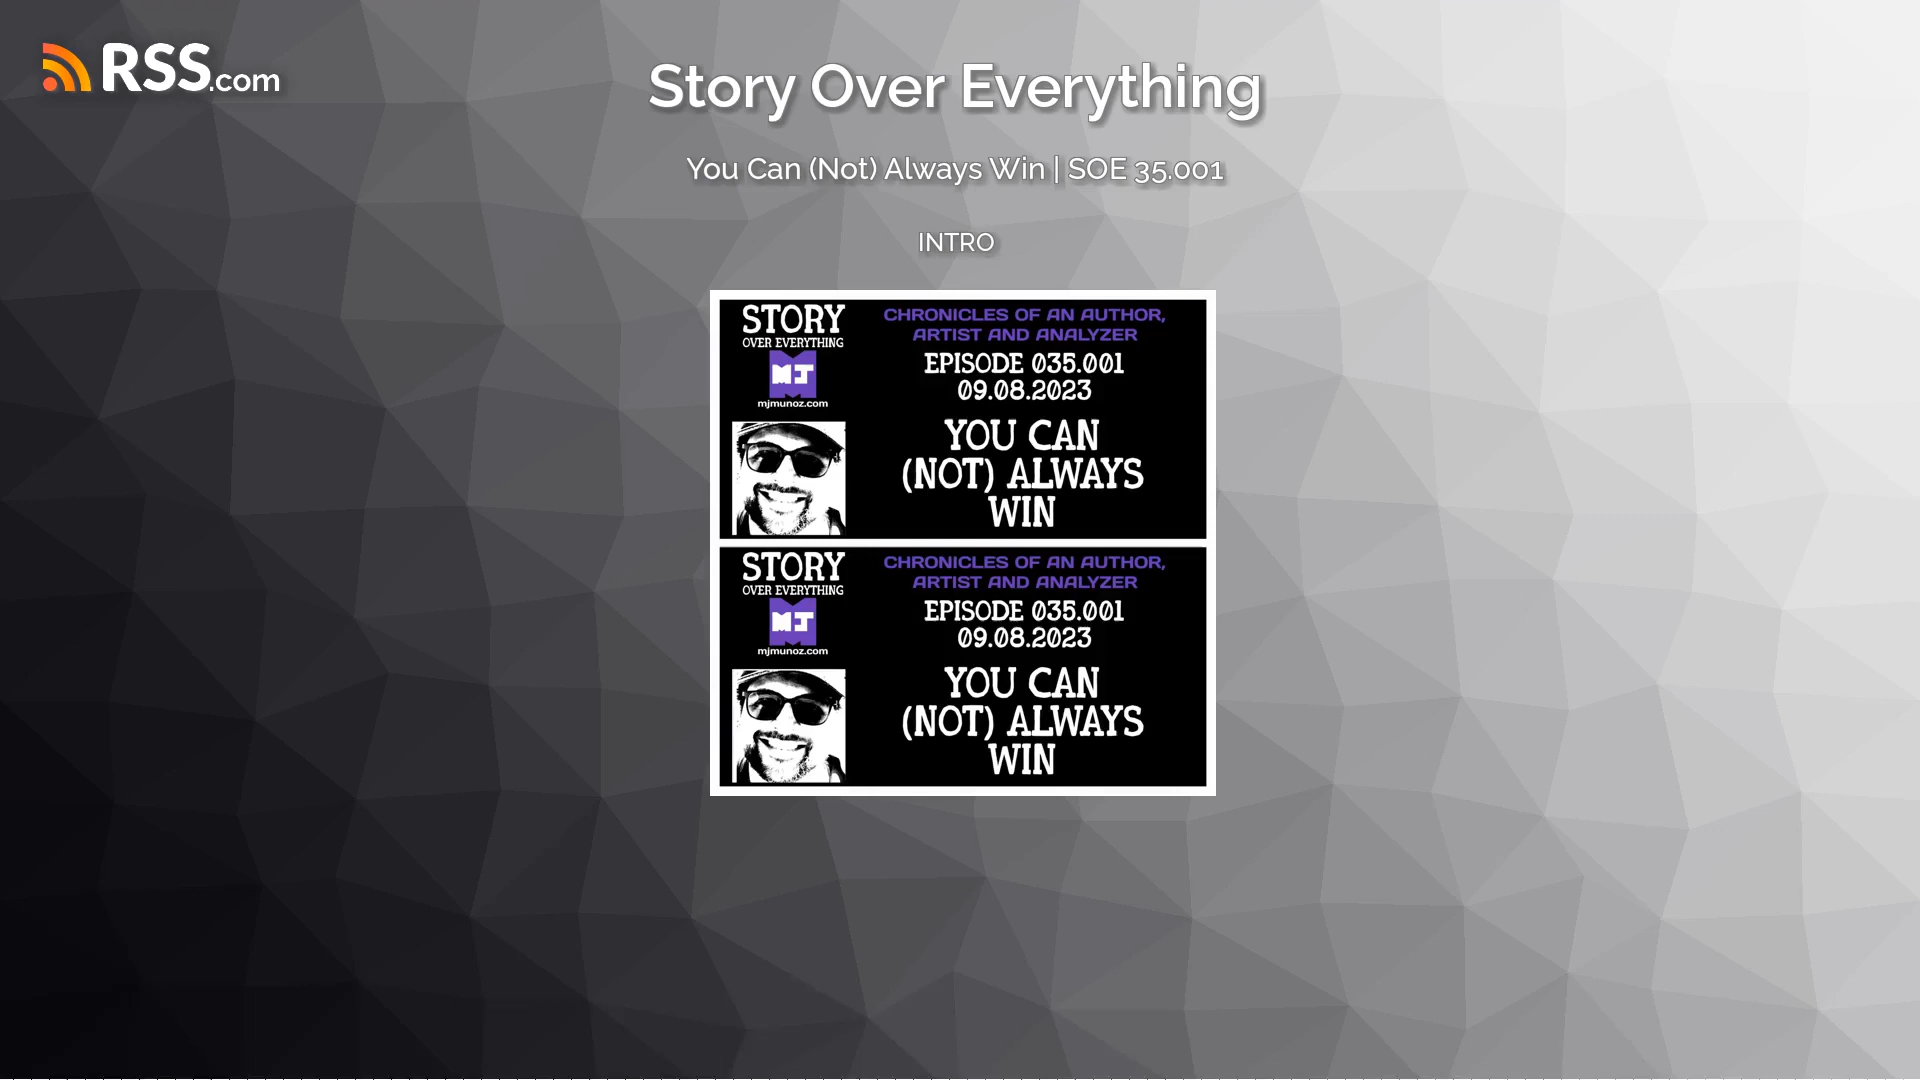 RSS.com
Story Over Everything
You Can (Not) Always Win | SOE 35.001
INTRO
STORY
OVER EVERYTHING
MJ
mjmunoz.com
CHRONICLES OF AN AUTHOR,
ARTIST AND ANALYZER
EPISODE 035.001
09.08.2023
YOU CAN
(NOT) ALWAYS
WIN
STORY
OVER EVERYTHING
MJ
mjmunoz.com
CHRONICLES OF AN AUTHOR,
ARTIST AND ANALYZER
EPISODE 035.001
09.08.2023
YOU CAN
(NOT) ALWAYS
WIN